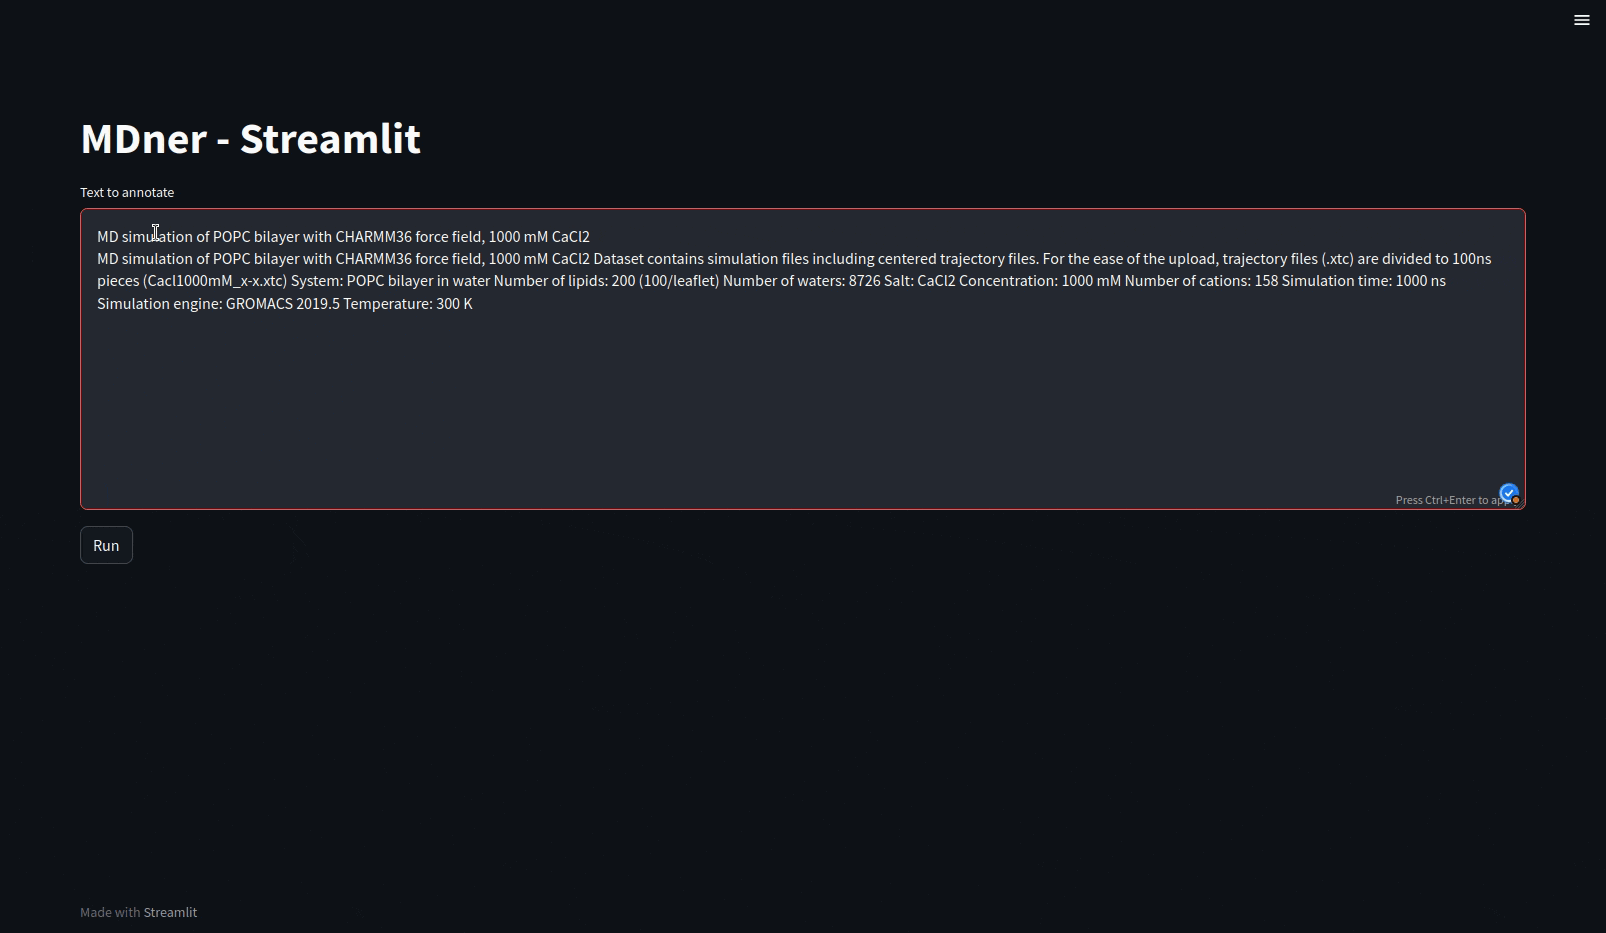 MDner - Streamlit
Text to annotate
MD simulation of POPC bilayer with CHARMM36 force field, 1000 mM CaCl2
MD simulation of POPC bilayer with CHARMM36 force field, 1000 mM CaCl2 Dataset contains simulation files including centered trajectory files. For the ease of the upload, trajectory files (.xtc) are divided to 100ns
pieces (Cacl1000mM_x-x.xtc) System: POPC bilayer in water Number of lipids: 200 (100/leaflet) Number of waters: 8726 Salt: CaCl2 Concentration: 1000 mM Number of cations: 158 Simulation time: 1000 ns
Simulation engine: GROMACS 2019.5 Temperature: 300 K
Press Ctrl+Enter to
Run
Made with Streamlit